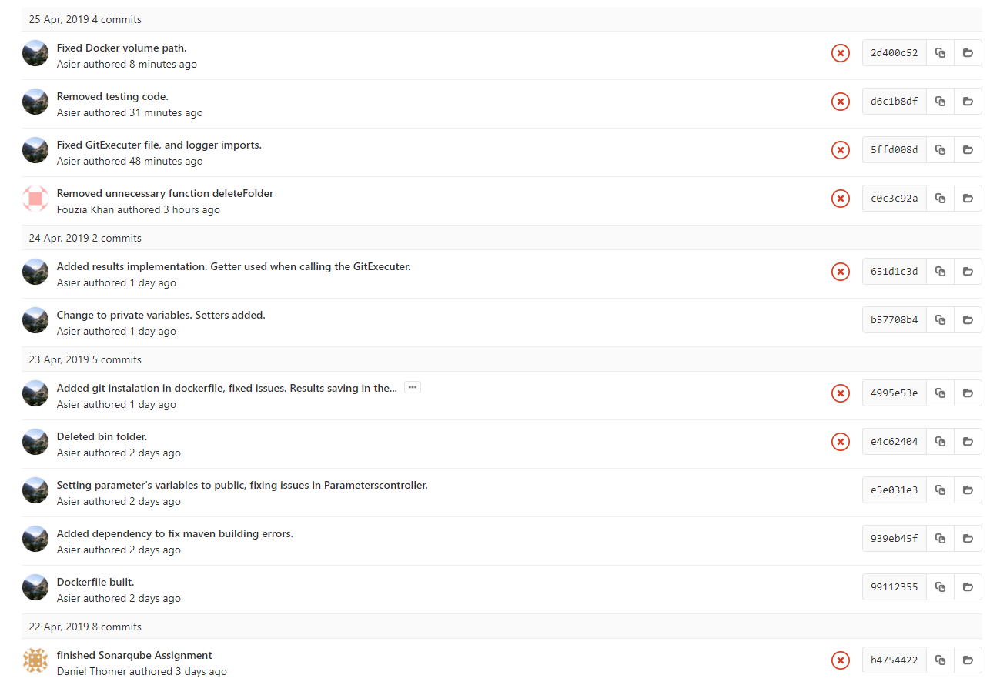 25 Apr, 2019 4 commits
Fixed Docker volume path.
Asier authored 8 minutes ago
2d400c52
Removed testing code.
Asier authored 31 minutes ago
d6c1b8df
Fixed GitExecuter file, and logger imports.
Asier authored 48 minutes ago
5ffd008d
Removed unnecessary function deleteFolder
Fouzia Khan authored 3 hours ago
c0c3c92a
24 Apr, 2019 2 commits
Added results implementation. Getter used when calling the GitExecuter.
Asier authored 1 day ago
651d1c3d
Change to private variables. Setters added.
Asier authored 1 day ago
b57708b4
23 Apr, 2019 5 commits
Added git instalation in dockerfile, fixed issues. Results saving in the...
Asier authored 1 day ago
4995e53e
Deleted bin folder.
Asier authored 2 days ago
e4c62404
Setting parameter's variables to public, fixing issues in Parameterscontroller.
Asier authored 2 days ago
e5e031e3
Added dependency to fix maven building errors.
Asier authored 2 days ago
939eb45f
Dockerfile built.
Asier authored 2 days ago
99112355
22 Apr, 2019 8 commits
finished Sonarqube Assignment
Daniel Thomer authored 3 days ago
b4754422